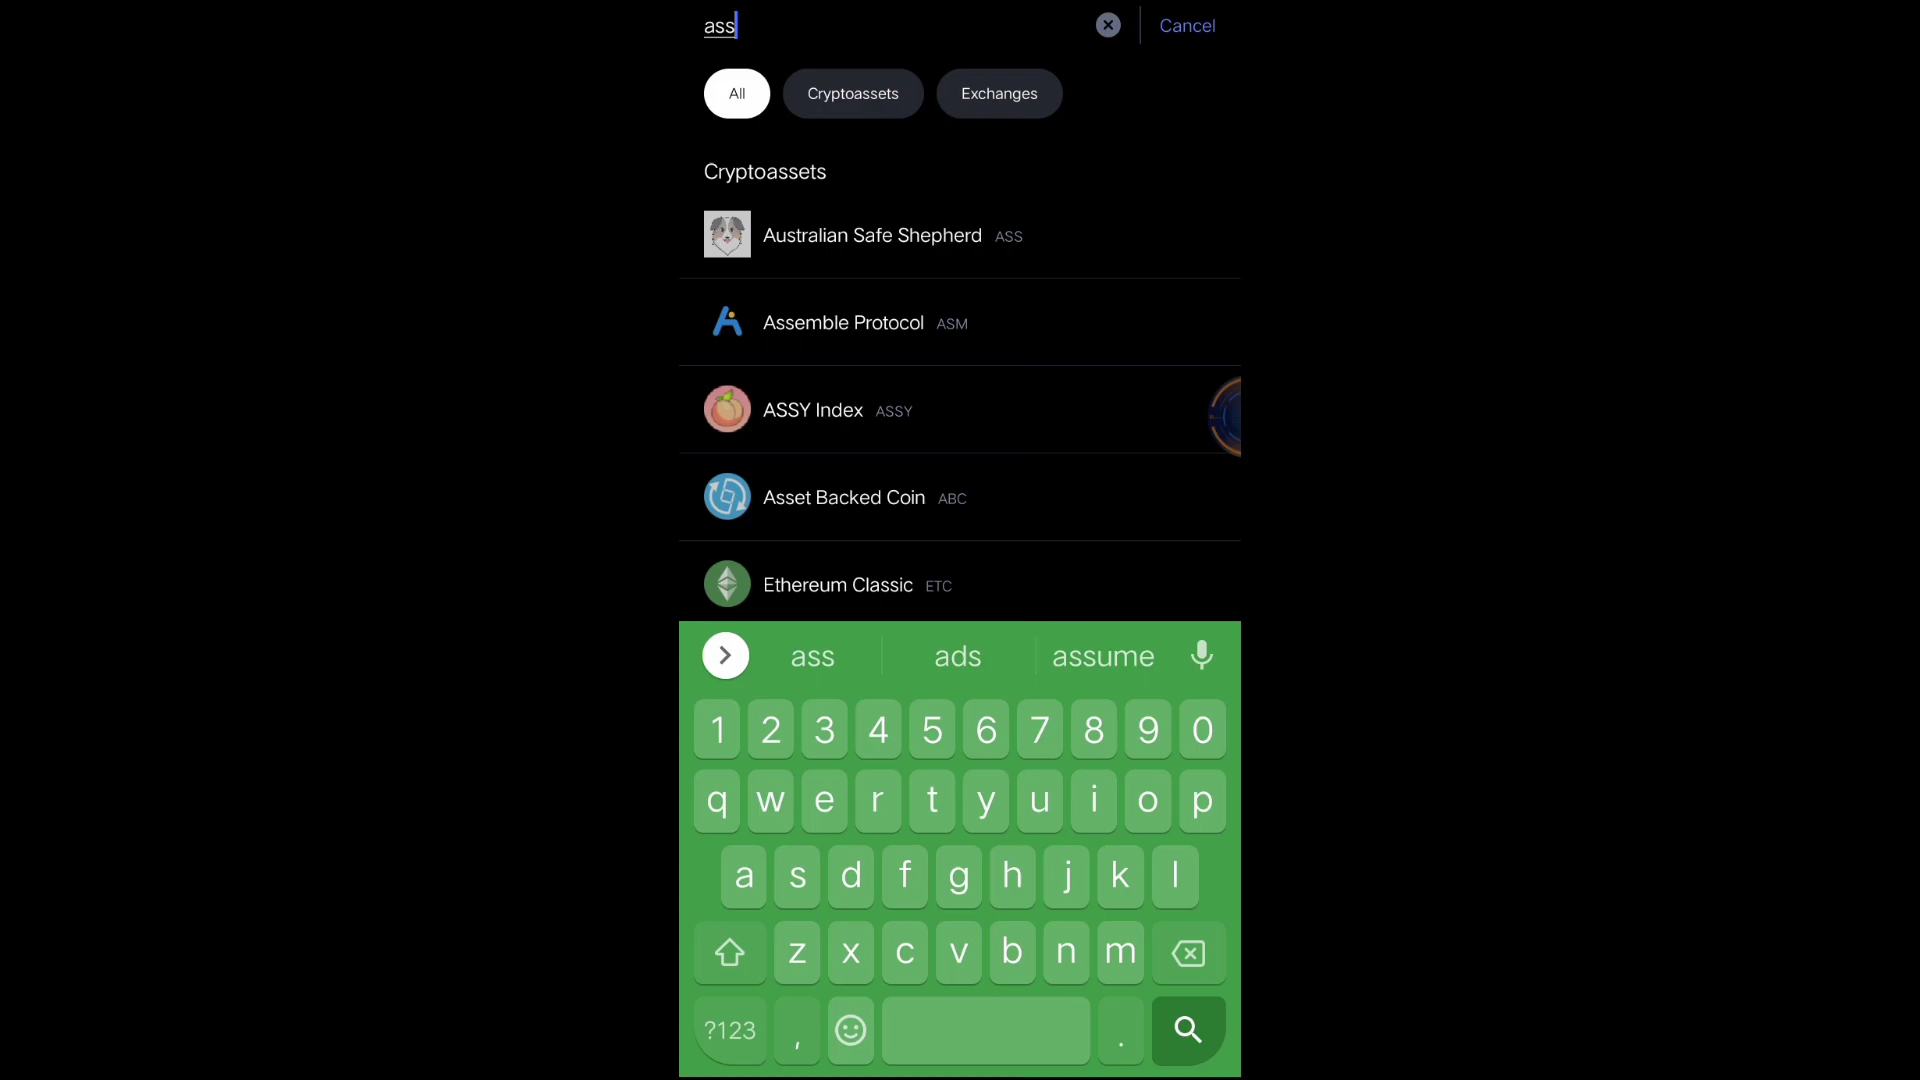 ass
Cancel
All Cryptoassets Exchanges
Cryptoassets
Australian Safe Shepherd ASS
Assemble Protocol ASM
ASSY Index ASSY
Asset Backed Coin ABC
Ethereum Classic ETC
ass ads assume
1 2 3 4 5 6 7 8 9 0
q w e r t y u i o p
a s d f g h j k l
z x c v b n m
?123 , .